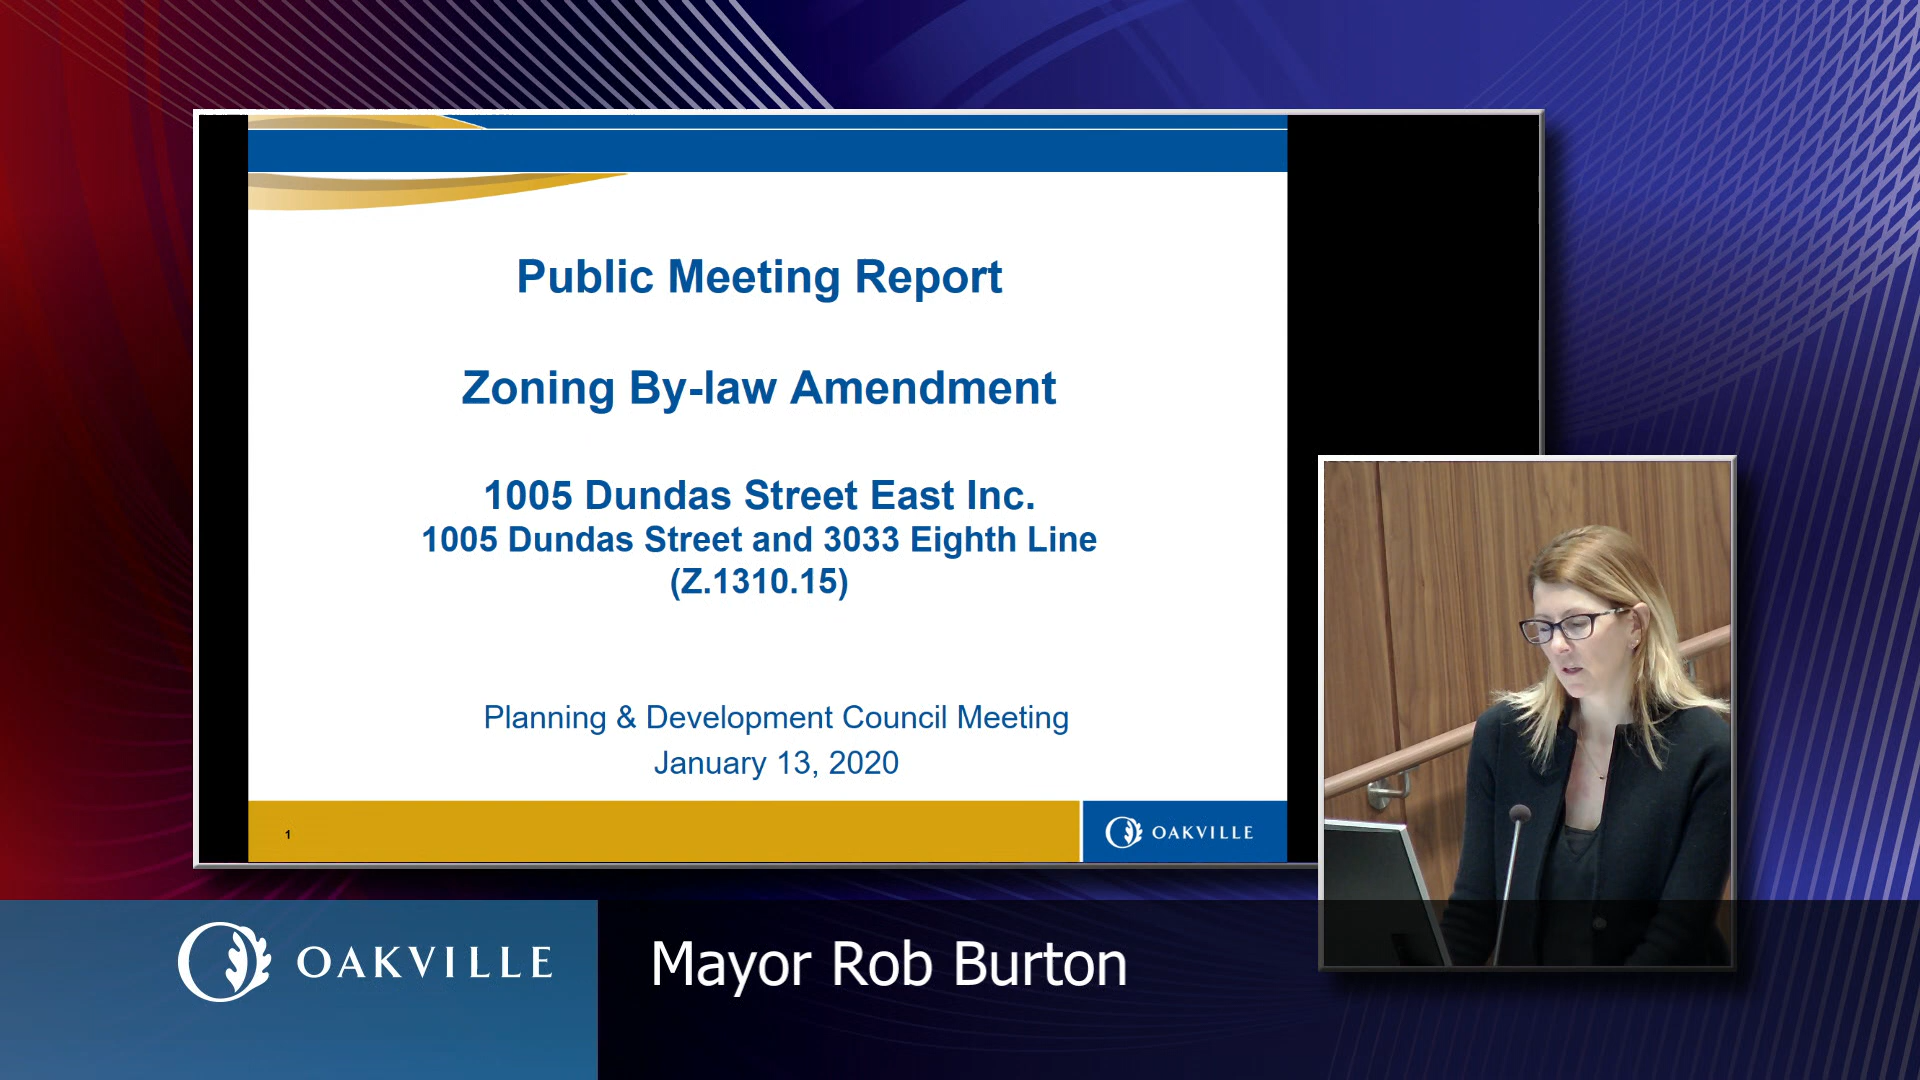 Public Meeting Report
Zoning By-law Amendment
1005 Dundas Street East Inc.
1005 Dundas Street and 3033 Eighth Line
(Z.1310.15)
Planning & Development Council Meeting
January 13, 2020
1
OAKVILLE
OAKVILLE
Mayor Rob Burton